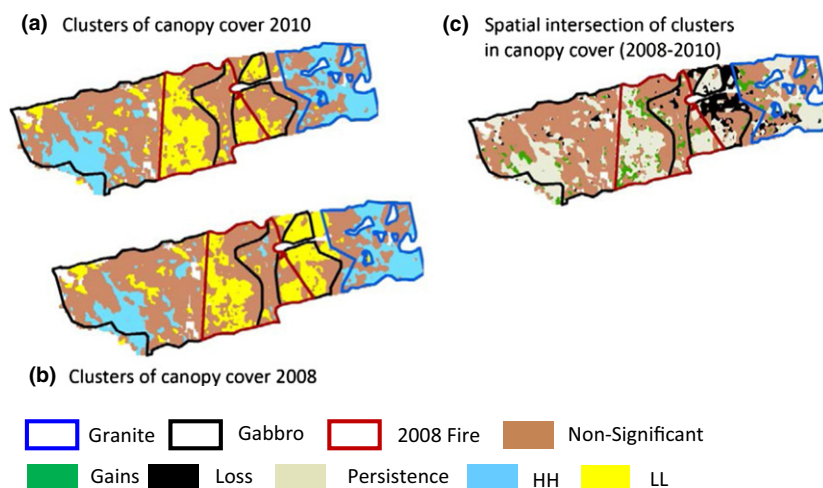 (a) Clusters of canopy cover 2010
(c) Spatial intersection of clusters
in canopy cover (2008-2010)
(b) Clusters of canopy cover 2008
Granite Gabbro 2008 Fire Non-Significant
Gains Loss Persistence HH LL